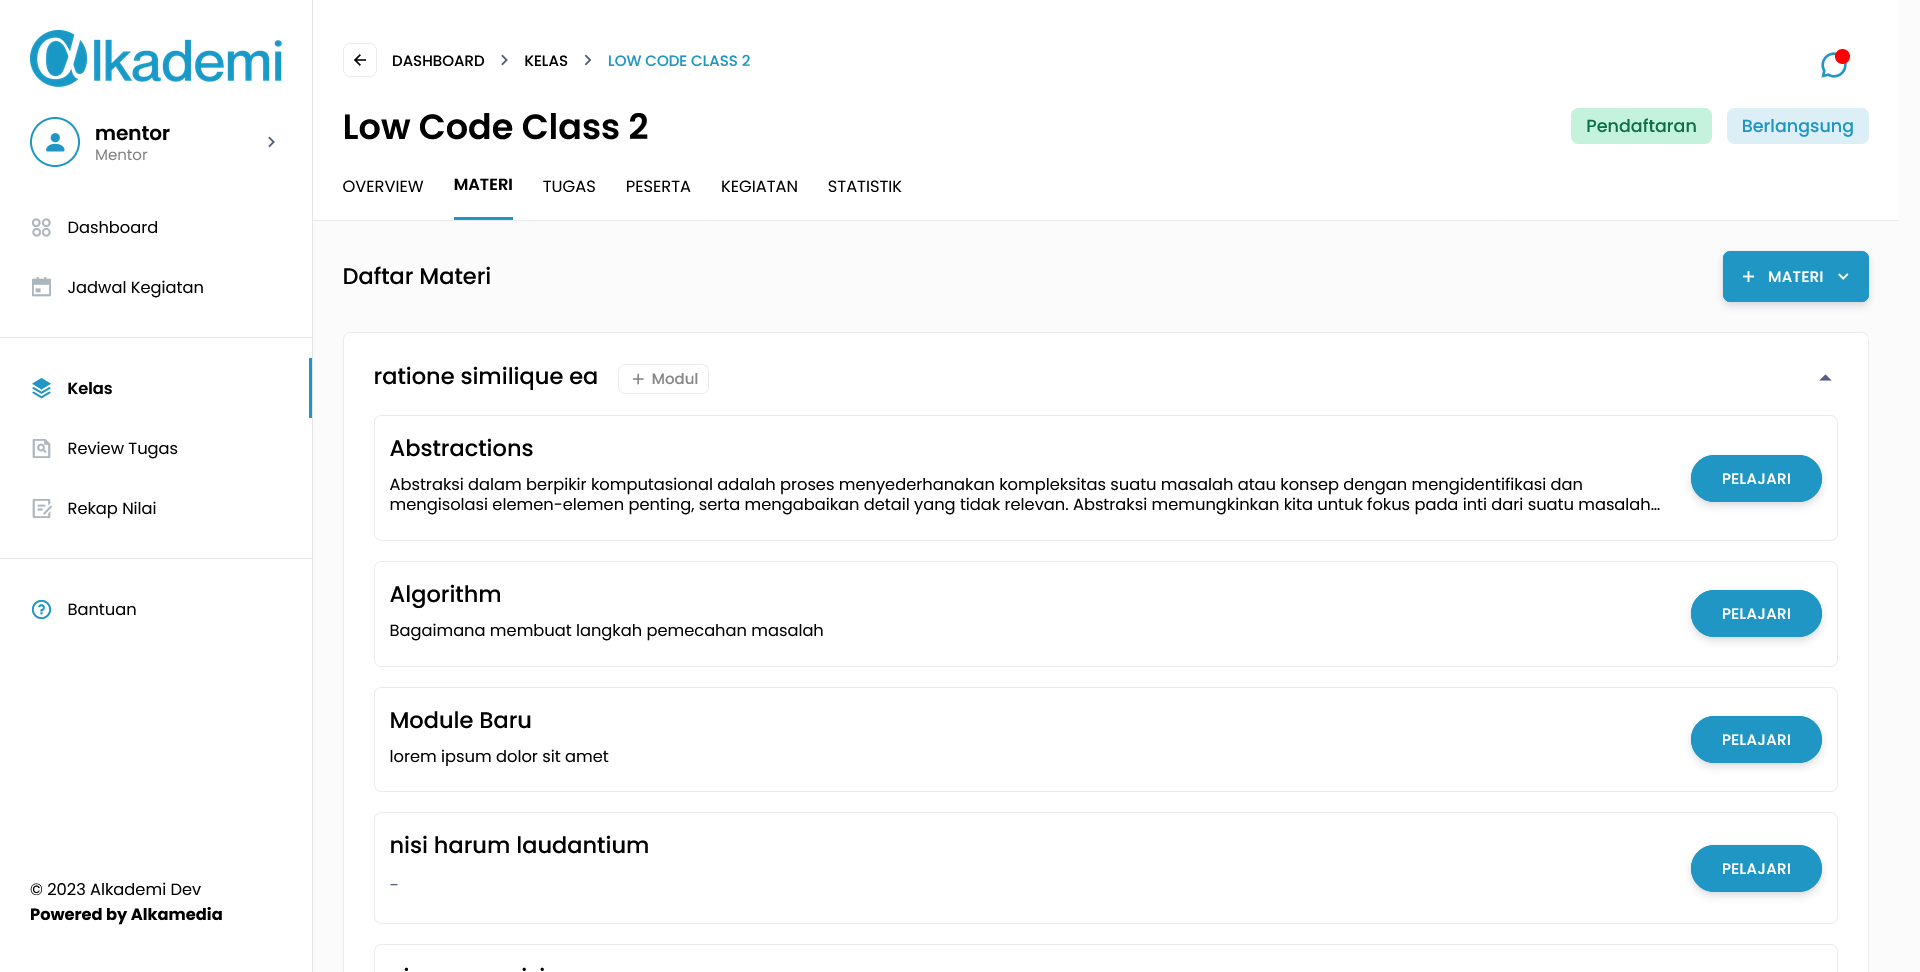 Alkademi
mentor
Mentor
Dashboard
Jadwal Kegiatan
Kelas
Review Tugas
Rekap Nilai
Bantuan
© 2023 Alkademi Dev
Powered by Alkamedia
DASHBOARD > KELAS > LOW CODE CLASS 2
Low Code Class 2
Pendaftaran Berlangsung
OVERVIEW MATERI TUGAS PESERTA KEGIATAN STATISTIK
Daftar Materi
+ MATERI
ratione similique ea + Modul
Abstractions
Abstraksi dalam berpikir komputasional adalah proses menyederhanakan kompleksitas suatu masalah atau konsep dengan mengidentifikasi dan
mengisolasi elemen-elemen penting, serta mengabaikan detail yang tidak relevan. Abstraksi memungkinkan kita untuk fokus pada inti dari suatu masalah...
PELAJARI
Algorithm
Bagaimana membuat langkah pemecahan masalah
PELAJARI
Module Baru
lorem ipsum dolor sit amet
PELAJARI
nisi harum laudantium
-
PELAJARI